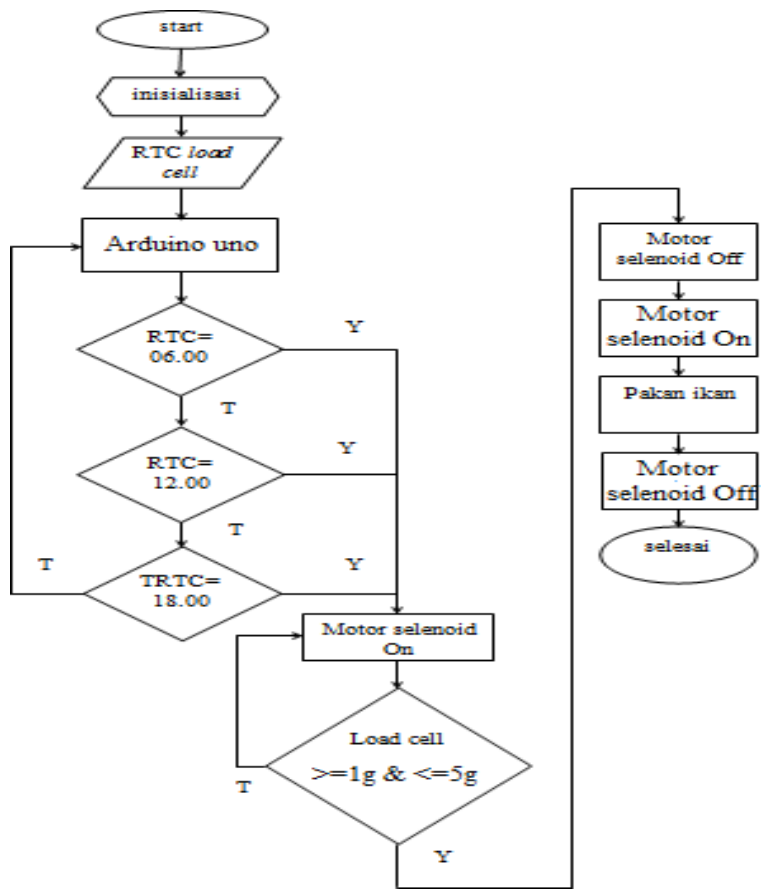 start
inisialisasi
RTC load
cell
Arduino uno
RTC=
06.00
Y
T
RTC=
12.00
Y
T
TRTC=
18.00
Y
T
Motor selenoid
On
Load cell
>=1g & <=5g
T
Y
Motor
selenoid Off
Motor
selenoid On
Pakan ikan
Motor
selenoid Off
selesai